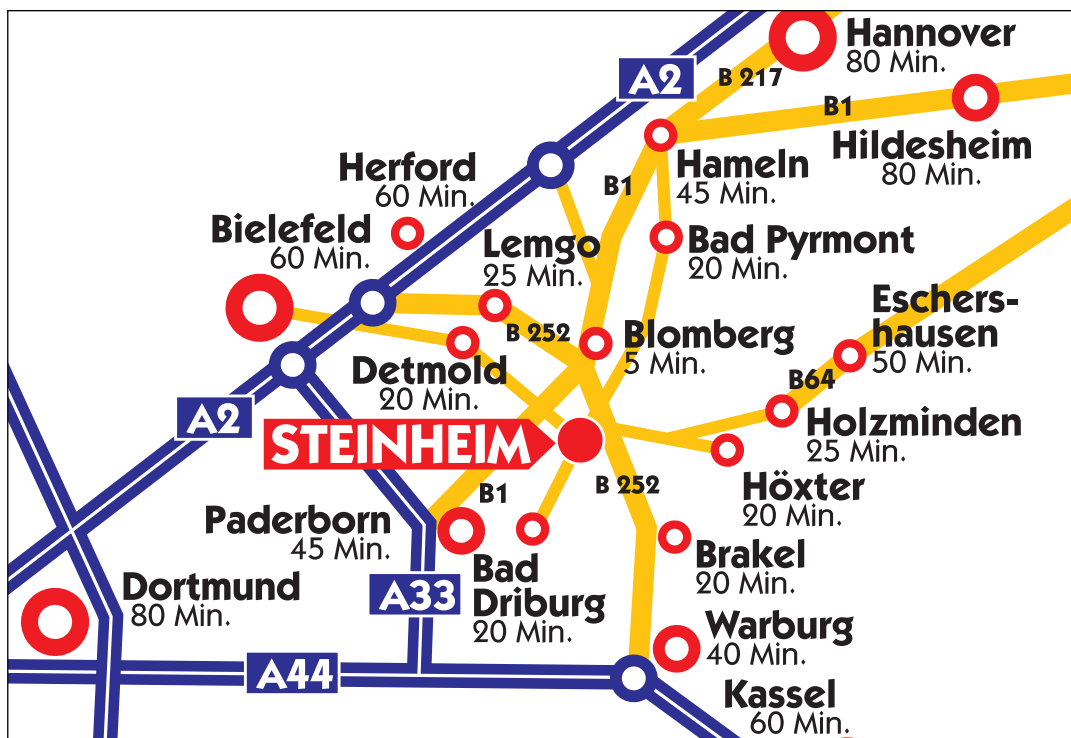 Hannover
80 Min.
A2
B 217
B1
Hildesheim
80 Min.
Herford
60 Min.
Hameln
45 Min.
B1
Bielefeld
60 Min.
Lemgo
25 Min.
Bad Pyrmont
20 Min.
Eschers-
hausen
50 Min.
B 252
Blomberg
5 Min.
Detmold
20 Min.
B64
A2
Holzminden
25 Min.
STEINHEIM
B1
B 252
Höxter
20 Min.
Paderborn
45 Min.
Brakel
20 Min.
Bad
Driburg
20 Min.
Dortmund
80 Min.
A33
Warburg
40 Min.
A44
Kassel
60 Min.